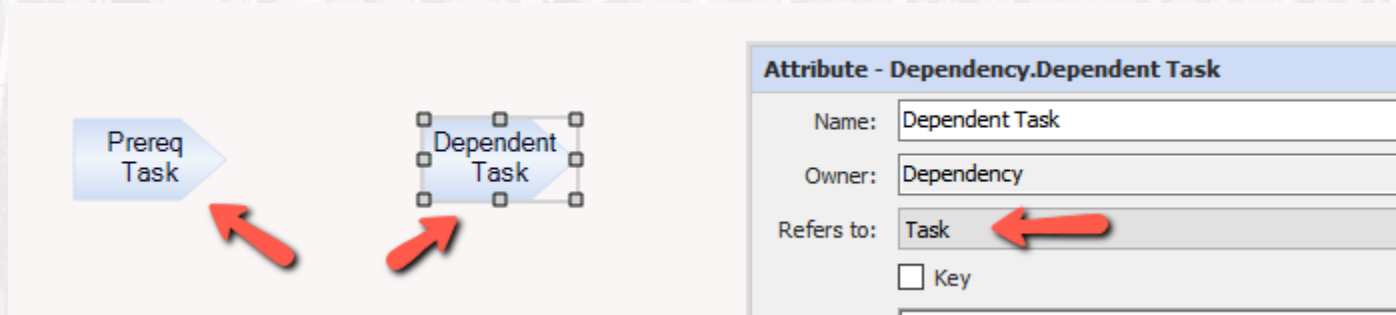 Prereq
Task
Dependent
Task
Attribute - Dependency.Dependent Task
Name: Dependent Task
Owner: Dependency
Refers to: Task
Key